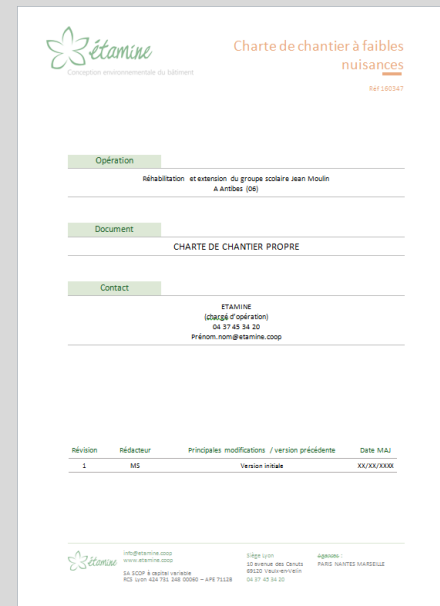 étamine
Conception environnementale du bâtiment
Charte de chantier à faibles
nuisances
Réf 160347
Opération
Réhabilitation et extension du groupe scolaire Jean Moulin
A Antibes (06)
Document
CHARTE DE CHANTIER PROPRE
Contact
ETAMINE
(chargé d'opération)
04 37 45 34 20
Prénom.nom@etamine.coop
Révision Rédacteur Principales modifications / version précédente Date MAJ
1 MS Version initiale XX/XX/XXXX
étamine
info@etamine.coop
www.etamine.coop
SA SCOP à capital variable
RCS Lyon 424 731 246 00060 – APE 7112B
Siège Lyon
10 avenue des Canuts
69120 Vaulx-en-Velin
04 37 45 34 20
Agences :
PARIS NANTES MARSEILLE